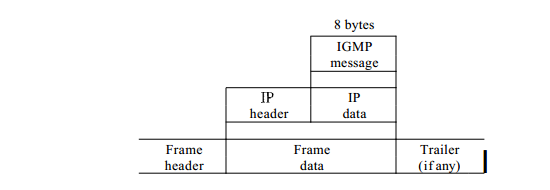 8 bytes
IGMP
message
IP IP
header data
Frame Frame Trailer
header data (if any)